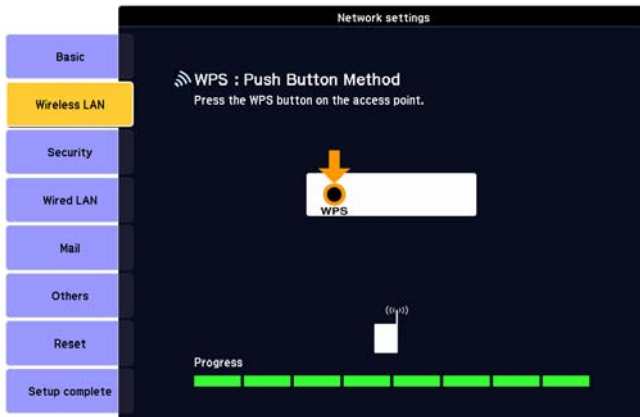 Network settings
Basic
Wireless LAN
Security
Wired LAN
Mail
Others
Reset
Setup complete
WPS : Push Button Method
Press the WPS button on the access point.
WPS
Progress